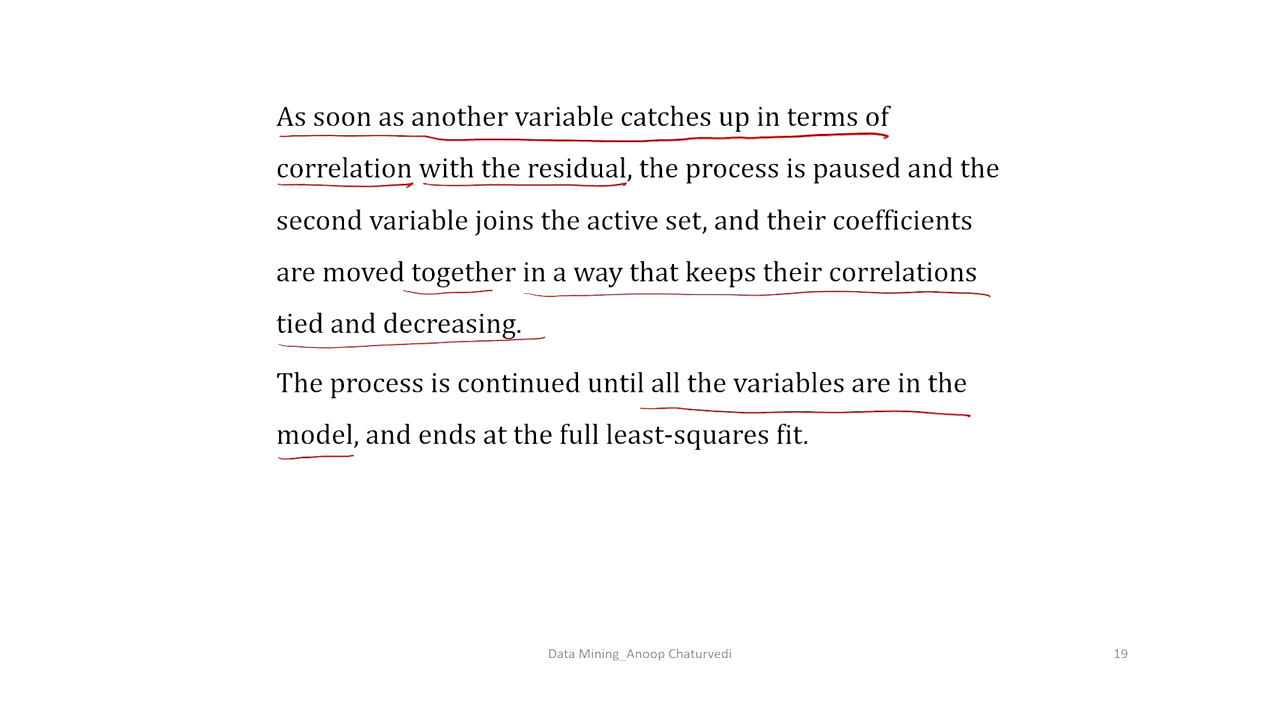 As soon as another variable catches up in terms of
correlation with the residual, the process is paused and the
second variable joins the active set, and their coefficients
are moved together in a way that keeps their correlations
tied and decreasing.
The process is continued until all the variables are in the
model, and ends at the full least-squares fit.
Data Mining_Anoop Chaturvedi
19